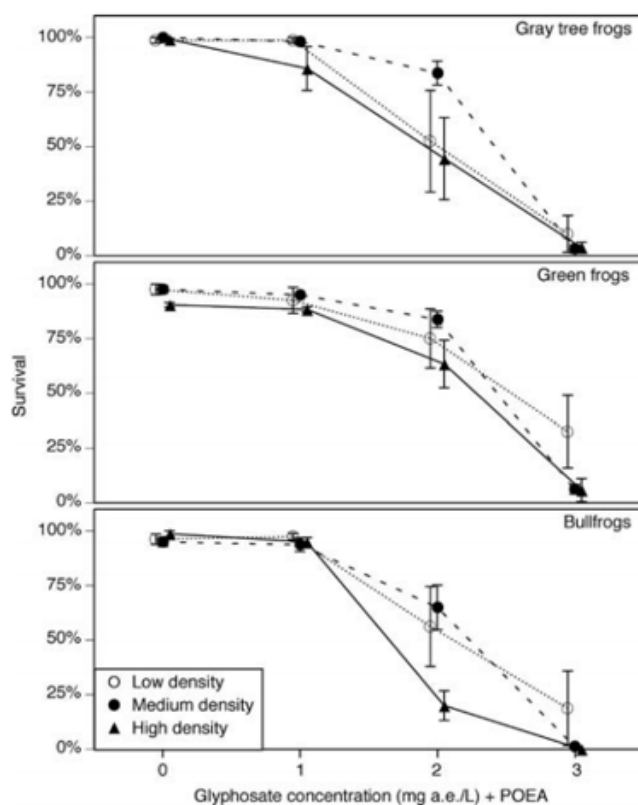 Gray tree frogs
100%
75%
50%
25%
0%
Green frogs
100%
75%
50%
25%
0%
Survival
Bullfrogs
100%
75%
50%
25%
0%
Low density
Medium density
High density
0 1 2 3
Glyphosate concentration (mg a.e./L) + POEA